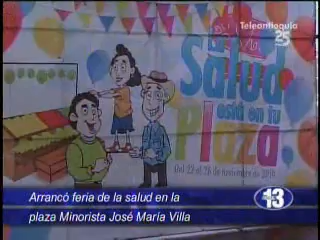 Teleantioquia
25
La
Salud
está en tu
Plaza
Del 22 al 26 de noviembre de 2010
13
Arrancó feria de la salud en la
plaza Minorista José María Villa